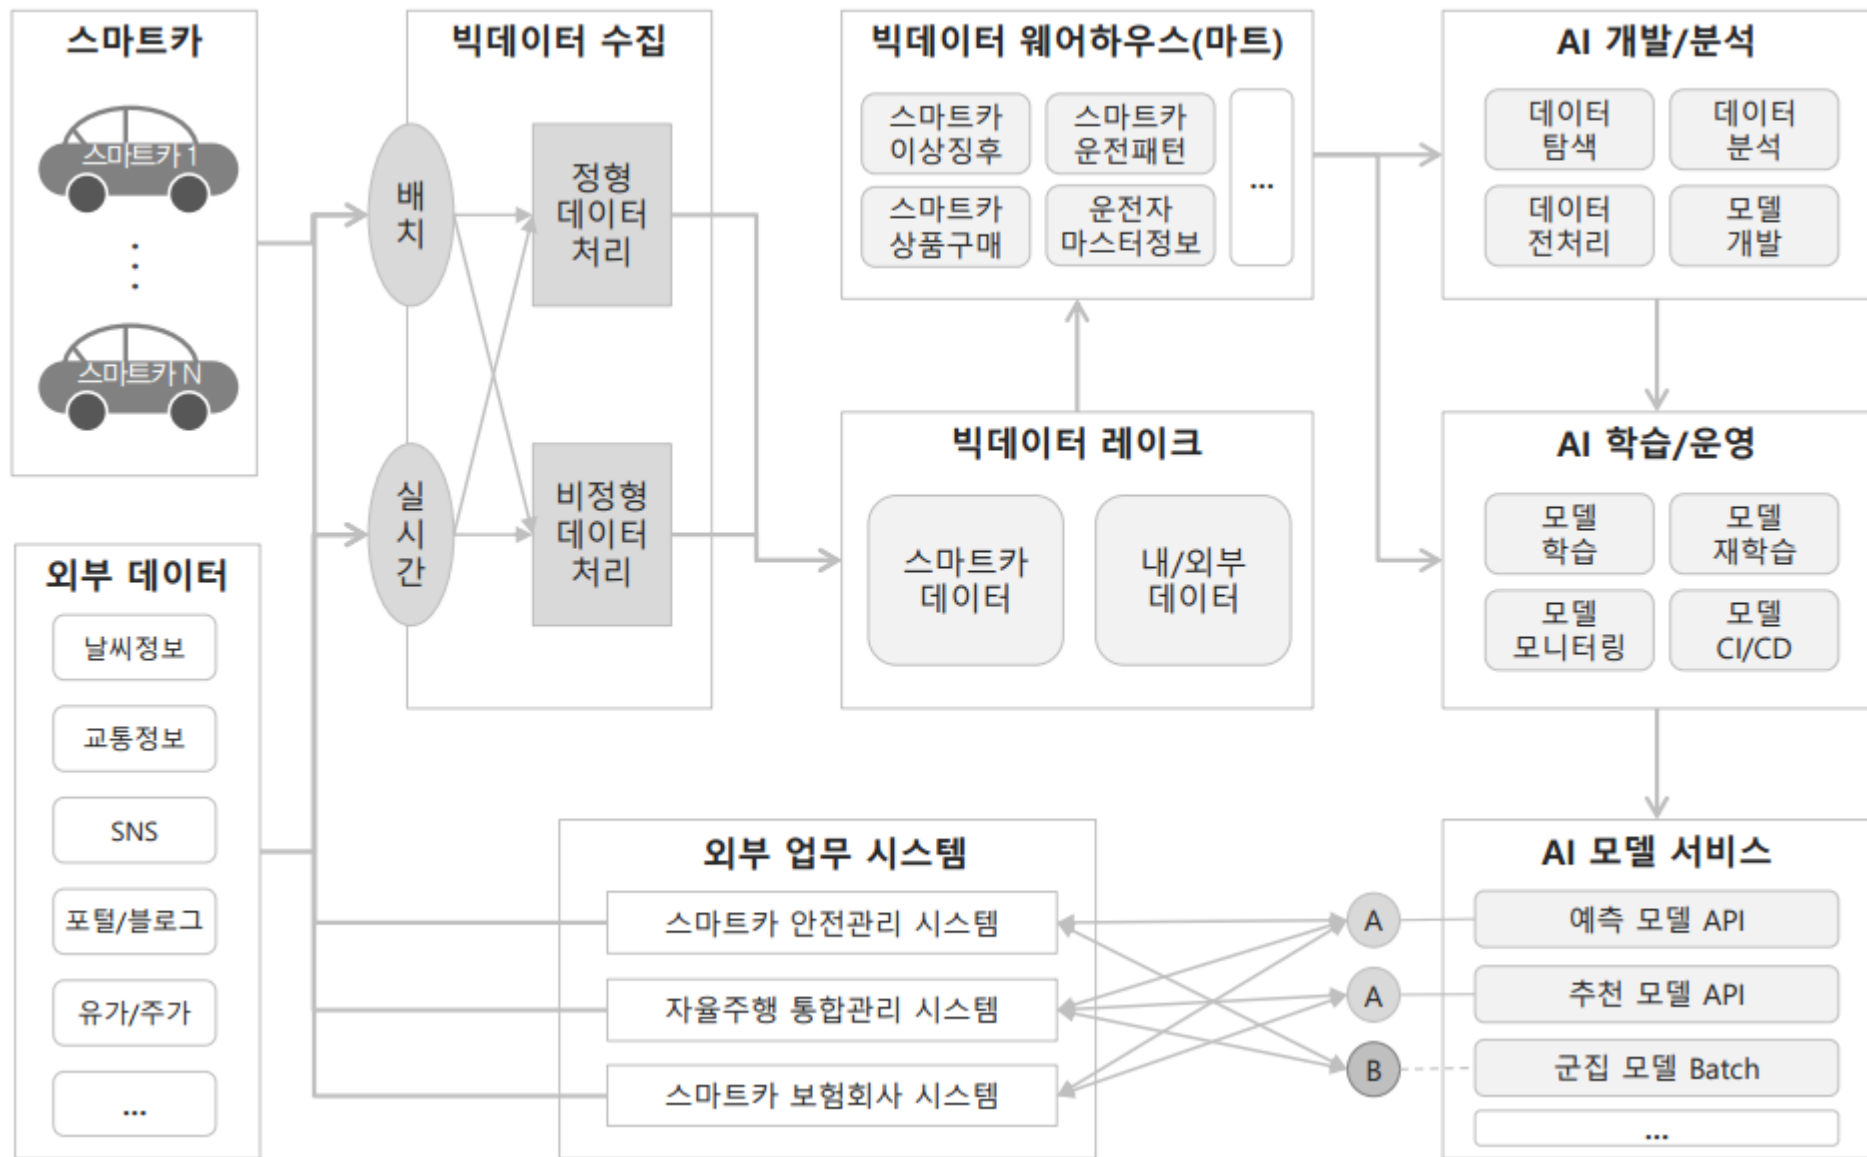 스마트카
스마트카 1
⋮
스마트카 N
외부 데이터
날씨정보
교통정보
SNS
포털/블로그
유가/주가
...
빅데이터 수집
배
치
실
시
간
정형
데이터
처리
비정형
데이터
처리
빅데이터 웨어하우스(마트)
스마트카
이상징후
스마트카
운전패턴
스마트카
상품구매
운전자
마스터정보
...
빅데이터 레이크
스마트카
데이터
내/외부
데이터
AI 개발/분석
데이터
탐색
데이터
분석
데이터
전처리
모델
개발
AI 학습/운영
모델
학습
모델
재학습
모델
모니터링
모델
CI/CD
외부 업무 시스템
스마트카 안전관리 시스템
자율주행 통합관리 시스템
스마트카 보험회사 시스템
A
A
B
AI 모델 서비스
예측 모델 API
추천 모델 API
군집 모델 Batch
...